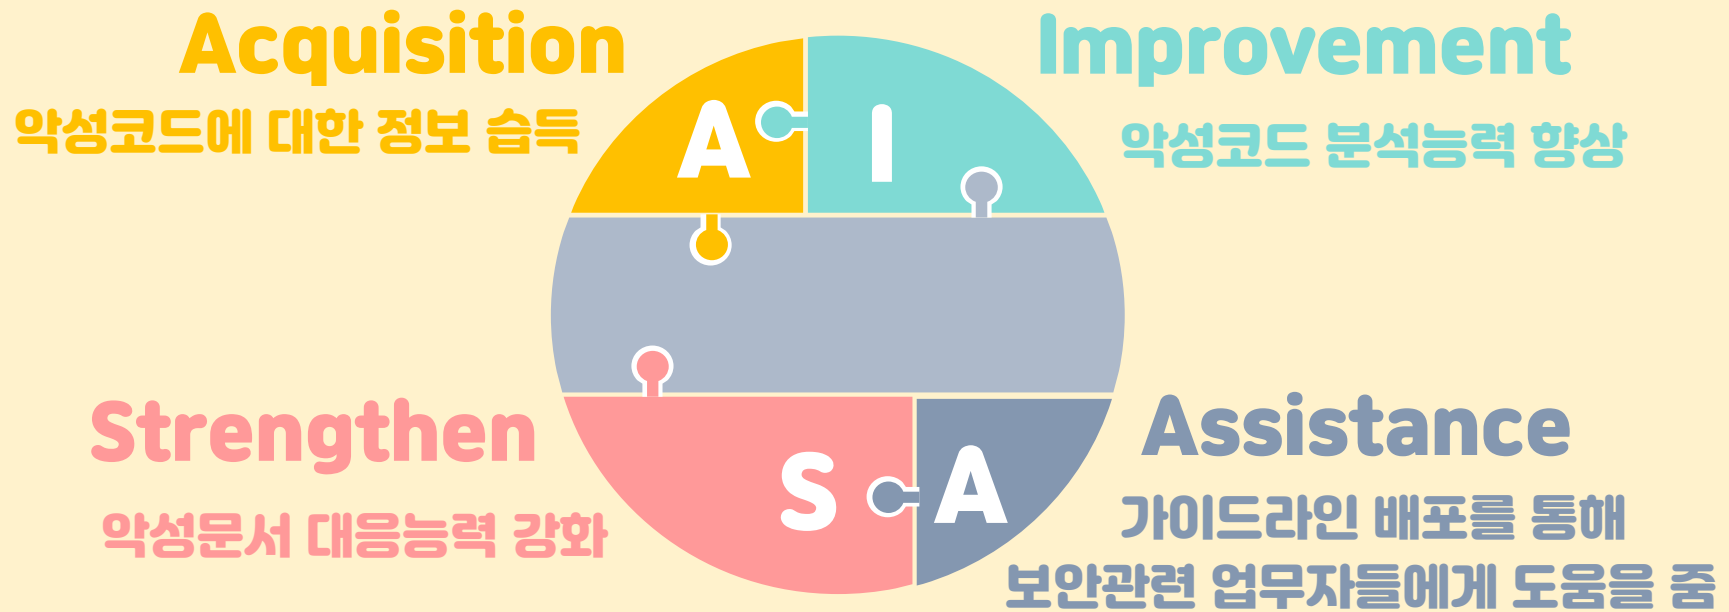 Acquisition
악성코드에 대한 정보 습득
Improvement
악성코드 분석능력 향상
A
I
Strengthen
악성문서 대응능력 강화
S
A
Assistance
가이드라인 배포를 통해
보안관련 업무자들에게 도움을 줌